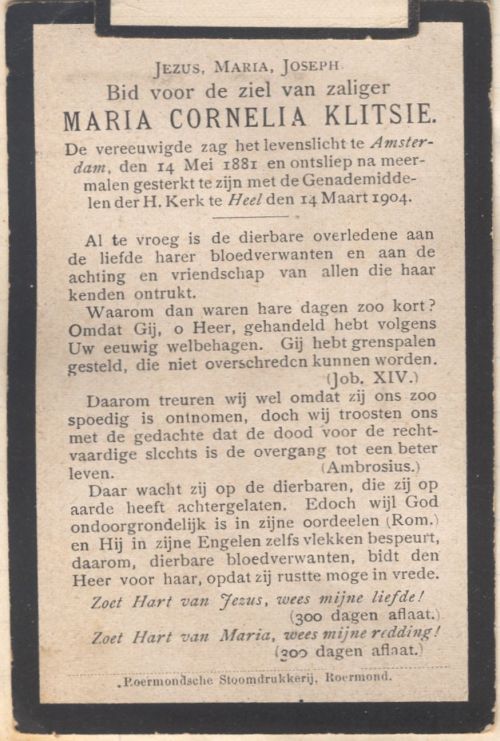 JEZUS, MARIA, JOSEPH.
Bid voor de ziel van zaliger
MARIA CORNELIA KLITSIE.
De vereeuwigde zag het levenslicht te Amster-
dam, den 14 Mei 1881 en ontsliep na meer-
malen gesterkt te zijn met de Genademidde-
len der H. Kerk te Heel den 14 Maart 1904.
Al te vroeg is de dierbare overledene aan
de liefde harer bloedverwanten en aan de
achting en vriendschap van allen die haar
kenden ontrukt.
Waarom dan waren hare dagen zoo kort?
Omdat Gij, o Heer, gehandeld hebt volgens
Uw eeuwig welbehagen. Gij hebt grenspalen
gesteld, die niet overschreden kunnen worden.
(Job. XIV.)
Daarom treuren wij wel omdat zij ons zoo
spoedig is ontnomen, doch wij troosten ons
met de gedachte dat de dood voor de recht-
vaardige slechts is de overgang tot een beter
leven. (Ambrosius.)
Daar wacht zij op de dierbaren, die zij op
aarde heeft achtergelaten. Edoch wijl God
ondoorgrondelijk is in zijne oordeelen (Rom.)
en Hij in zijne Engelen zelfs vlekken bespeurt,
daarom, dierbare bloedverwanten, bidt den
Heer voor haar, opdat zij rustte moge in vrede.
Zoet Hart van Jezus, wees mijne liefde!
(300 dagen aflaat.)
Zoet Hart van Maria, wees mijne redding!
(300 dagen aflaat.)
Roermondsche Stoomdrukkerij, Roermond.